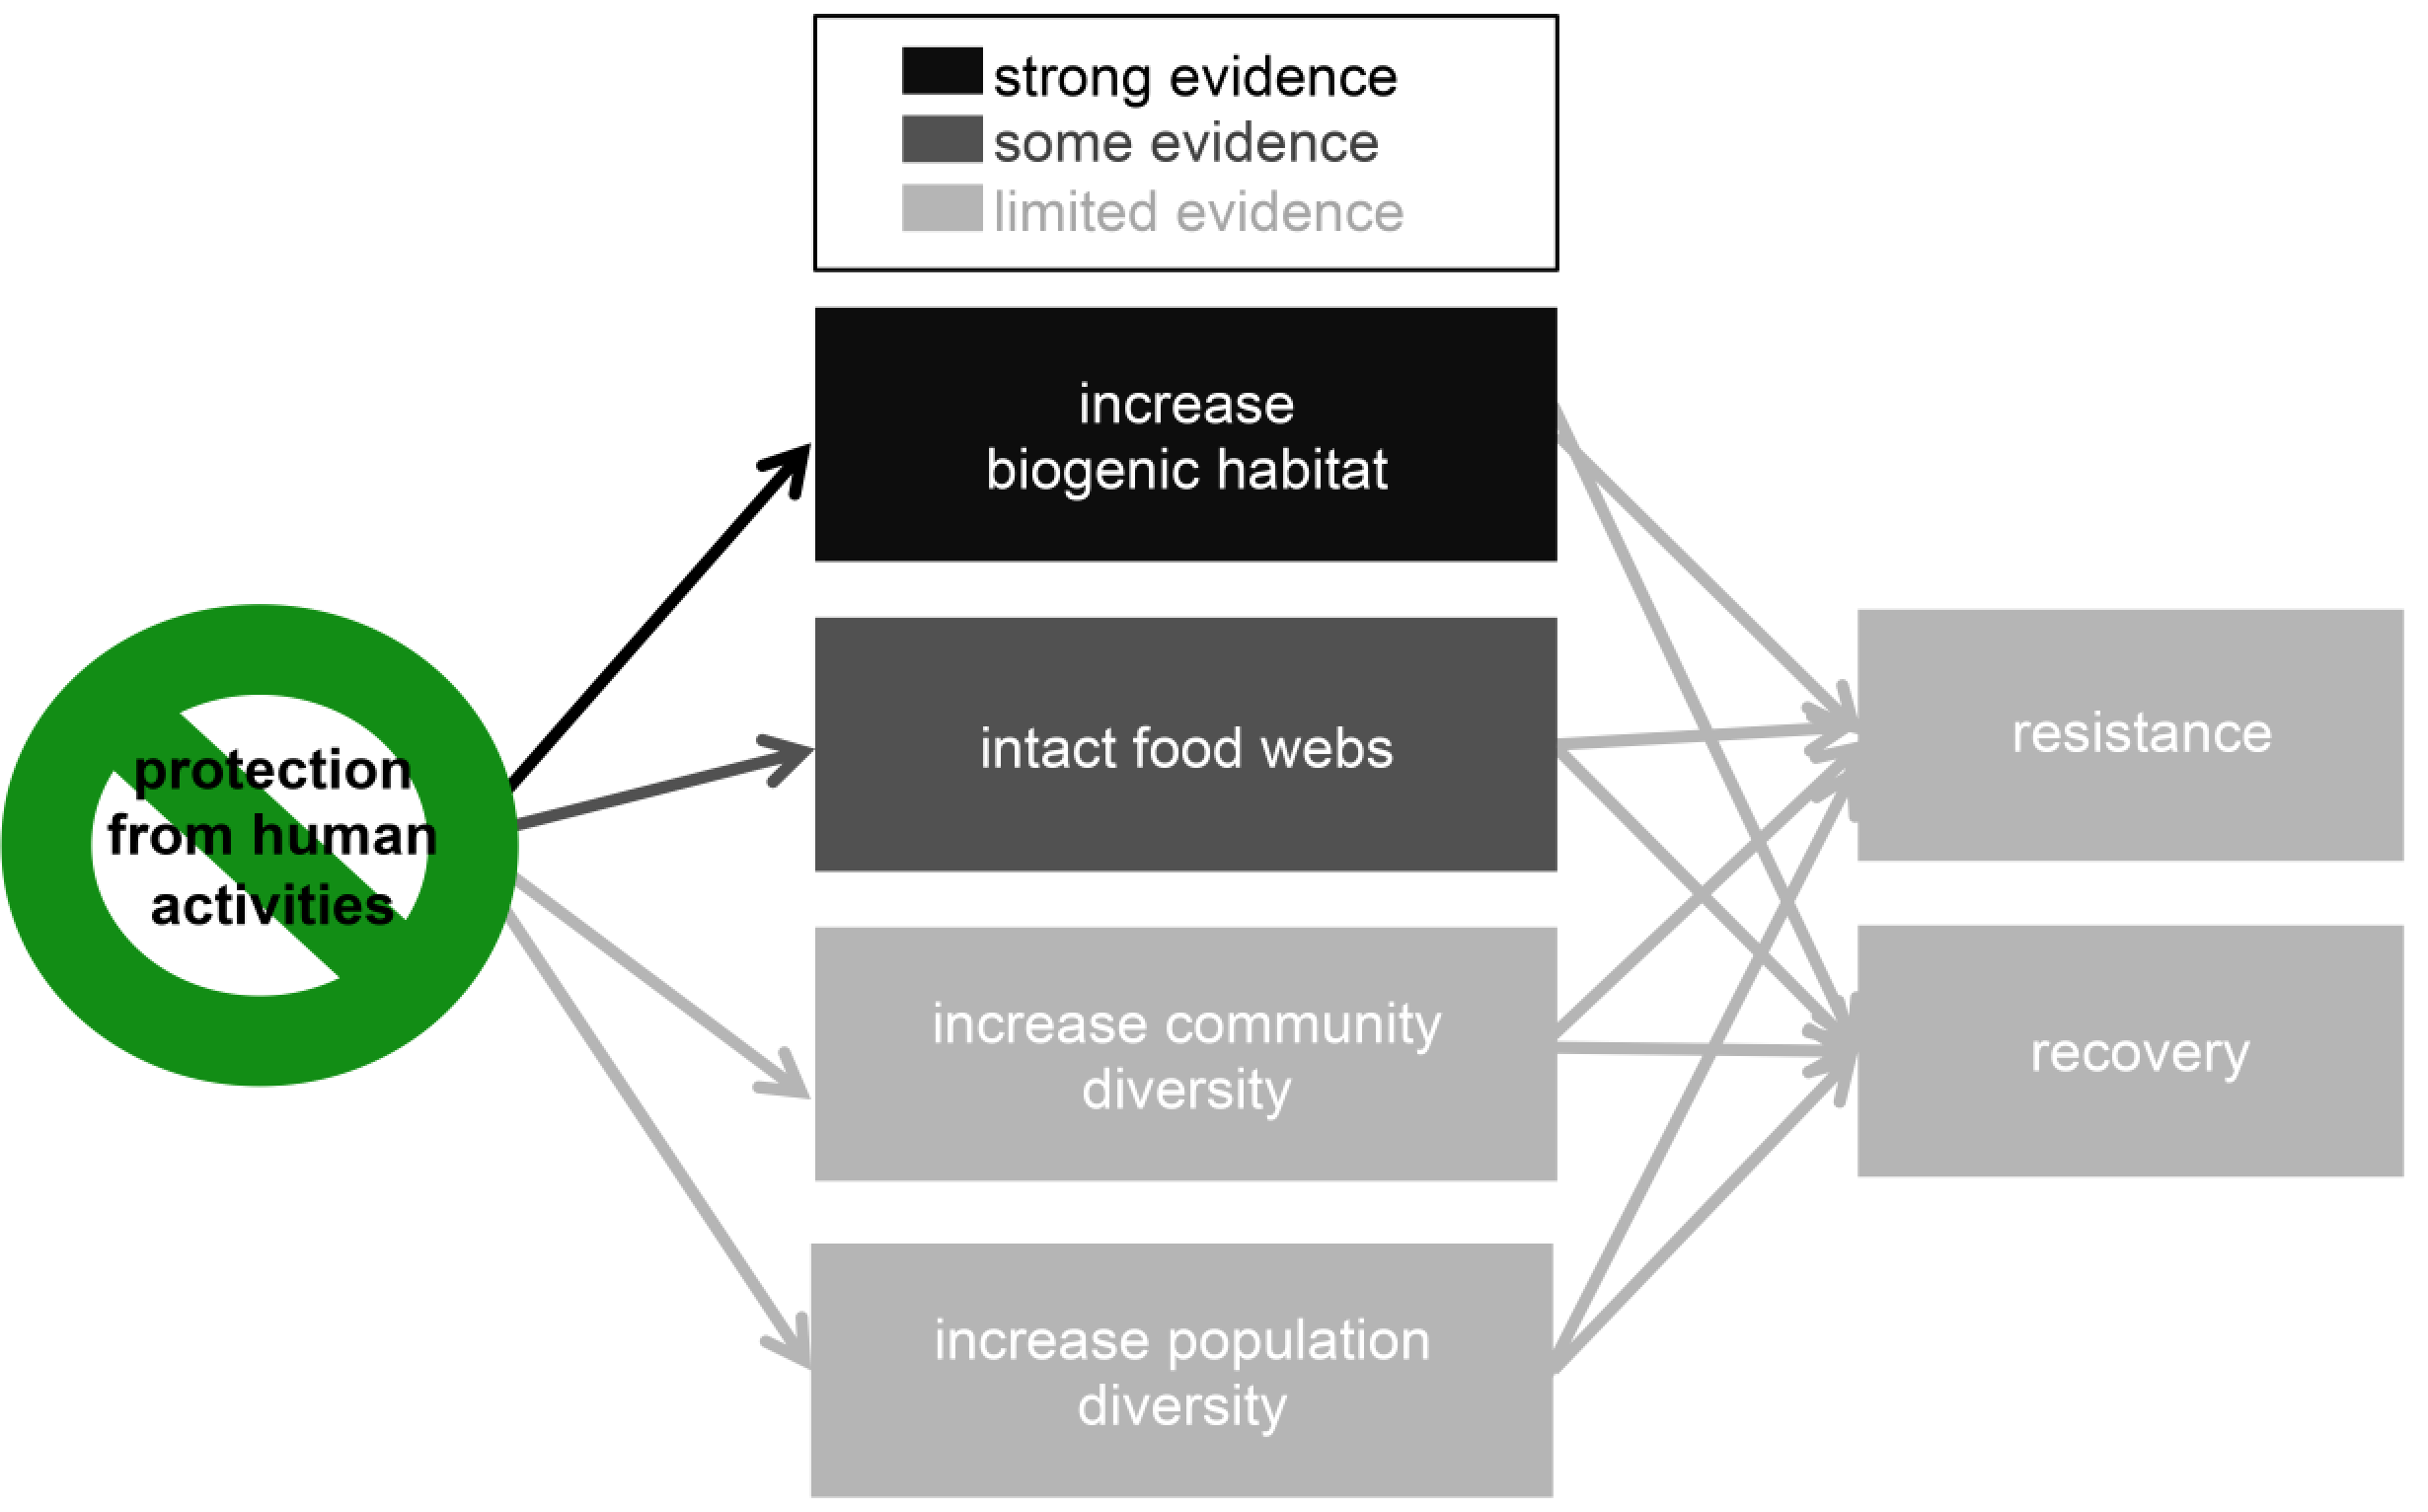 strong evidence
some evidence
limited evidence
increase
biogenic habitat
intact food webs
increase community
diversity
increase population
diversity
protection
from human
activities
resistance
recovery